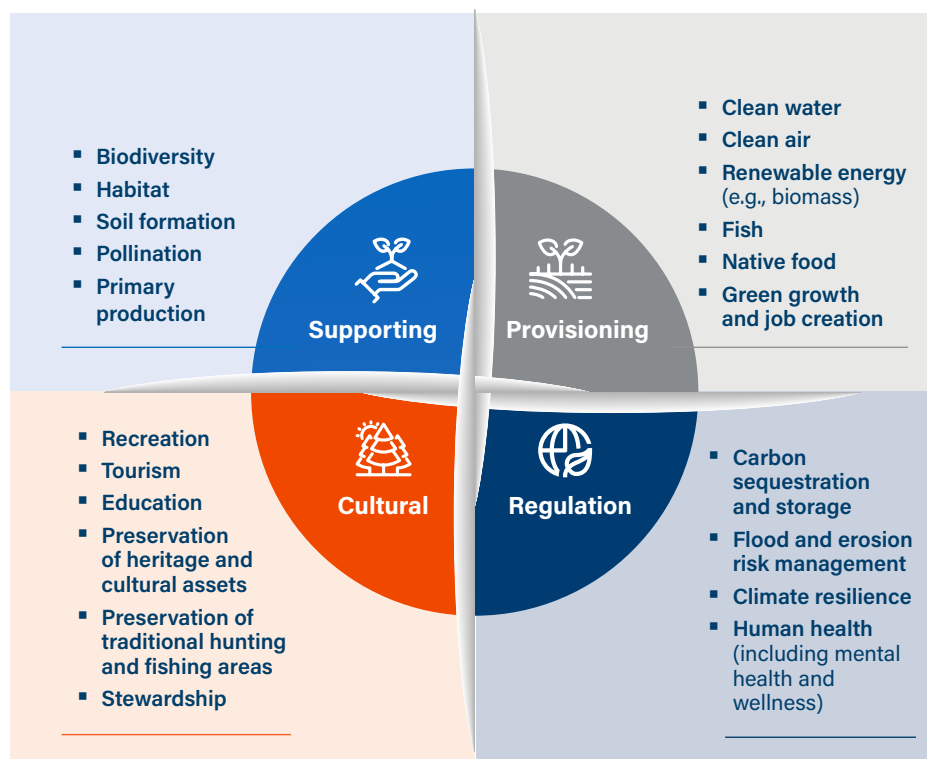 ▪ Biodiversity
▪ Habitat
▪ Soil formation
▪ Pollination
▪ Primary
production
Supporting
▪ Clean water
▪ Clean air
▪ Renewable energy
(e.g., biomass)
▪ Fish
▪ Native food
▪ Green growth
and job creation
Provisioning
▪ Recreation
▪ Tourism
▪ Education
▪ Preservation
of heritage and
cultural assets
▪ Preservation of
traditional hunting
and fishing areas
▪ Stewardship
Cultural
▪ Carbon
sequestration
and storage
▪ Flood and erosion
risk management
▪ Climate resilience
▪ Human health
(including mental
health and
wellness)
Regulation